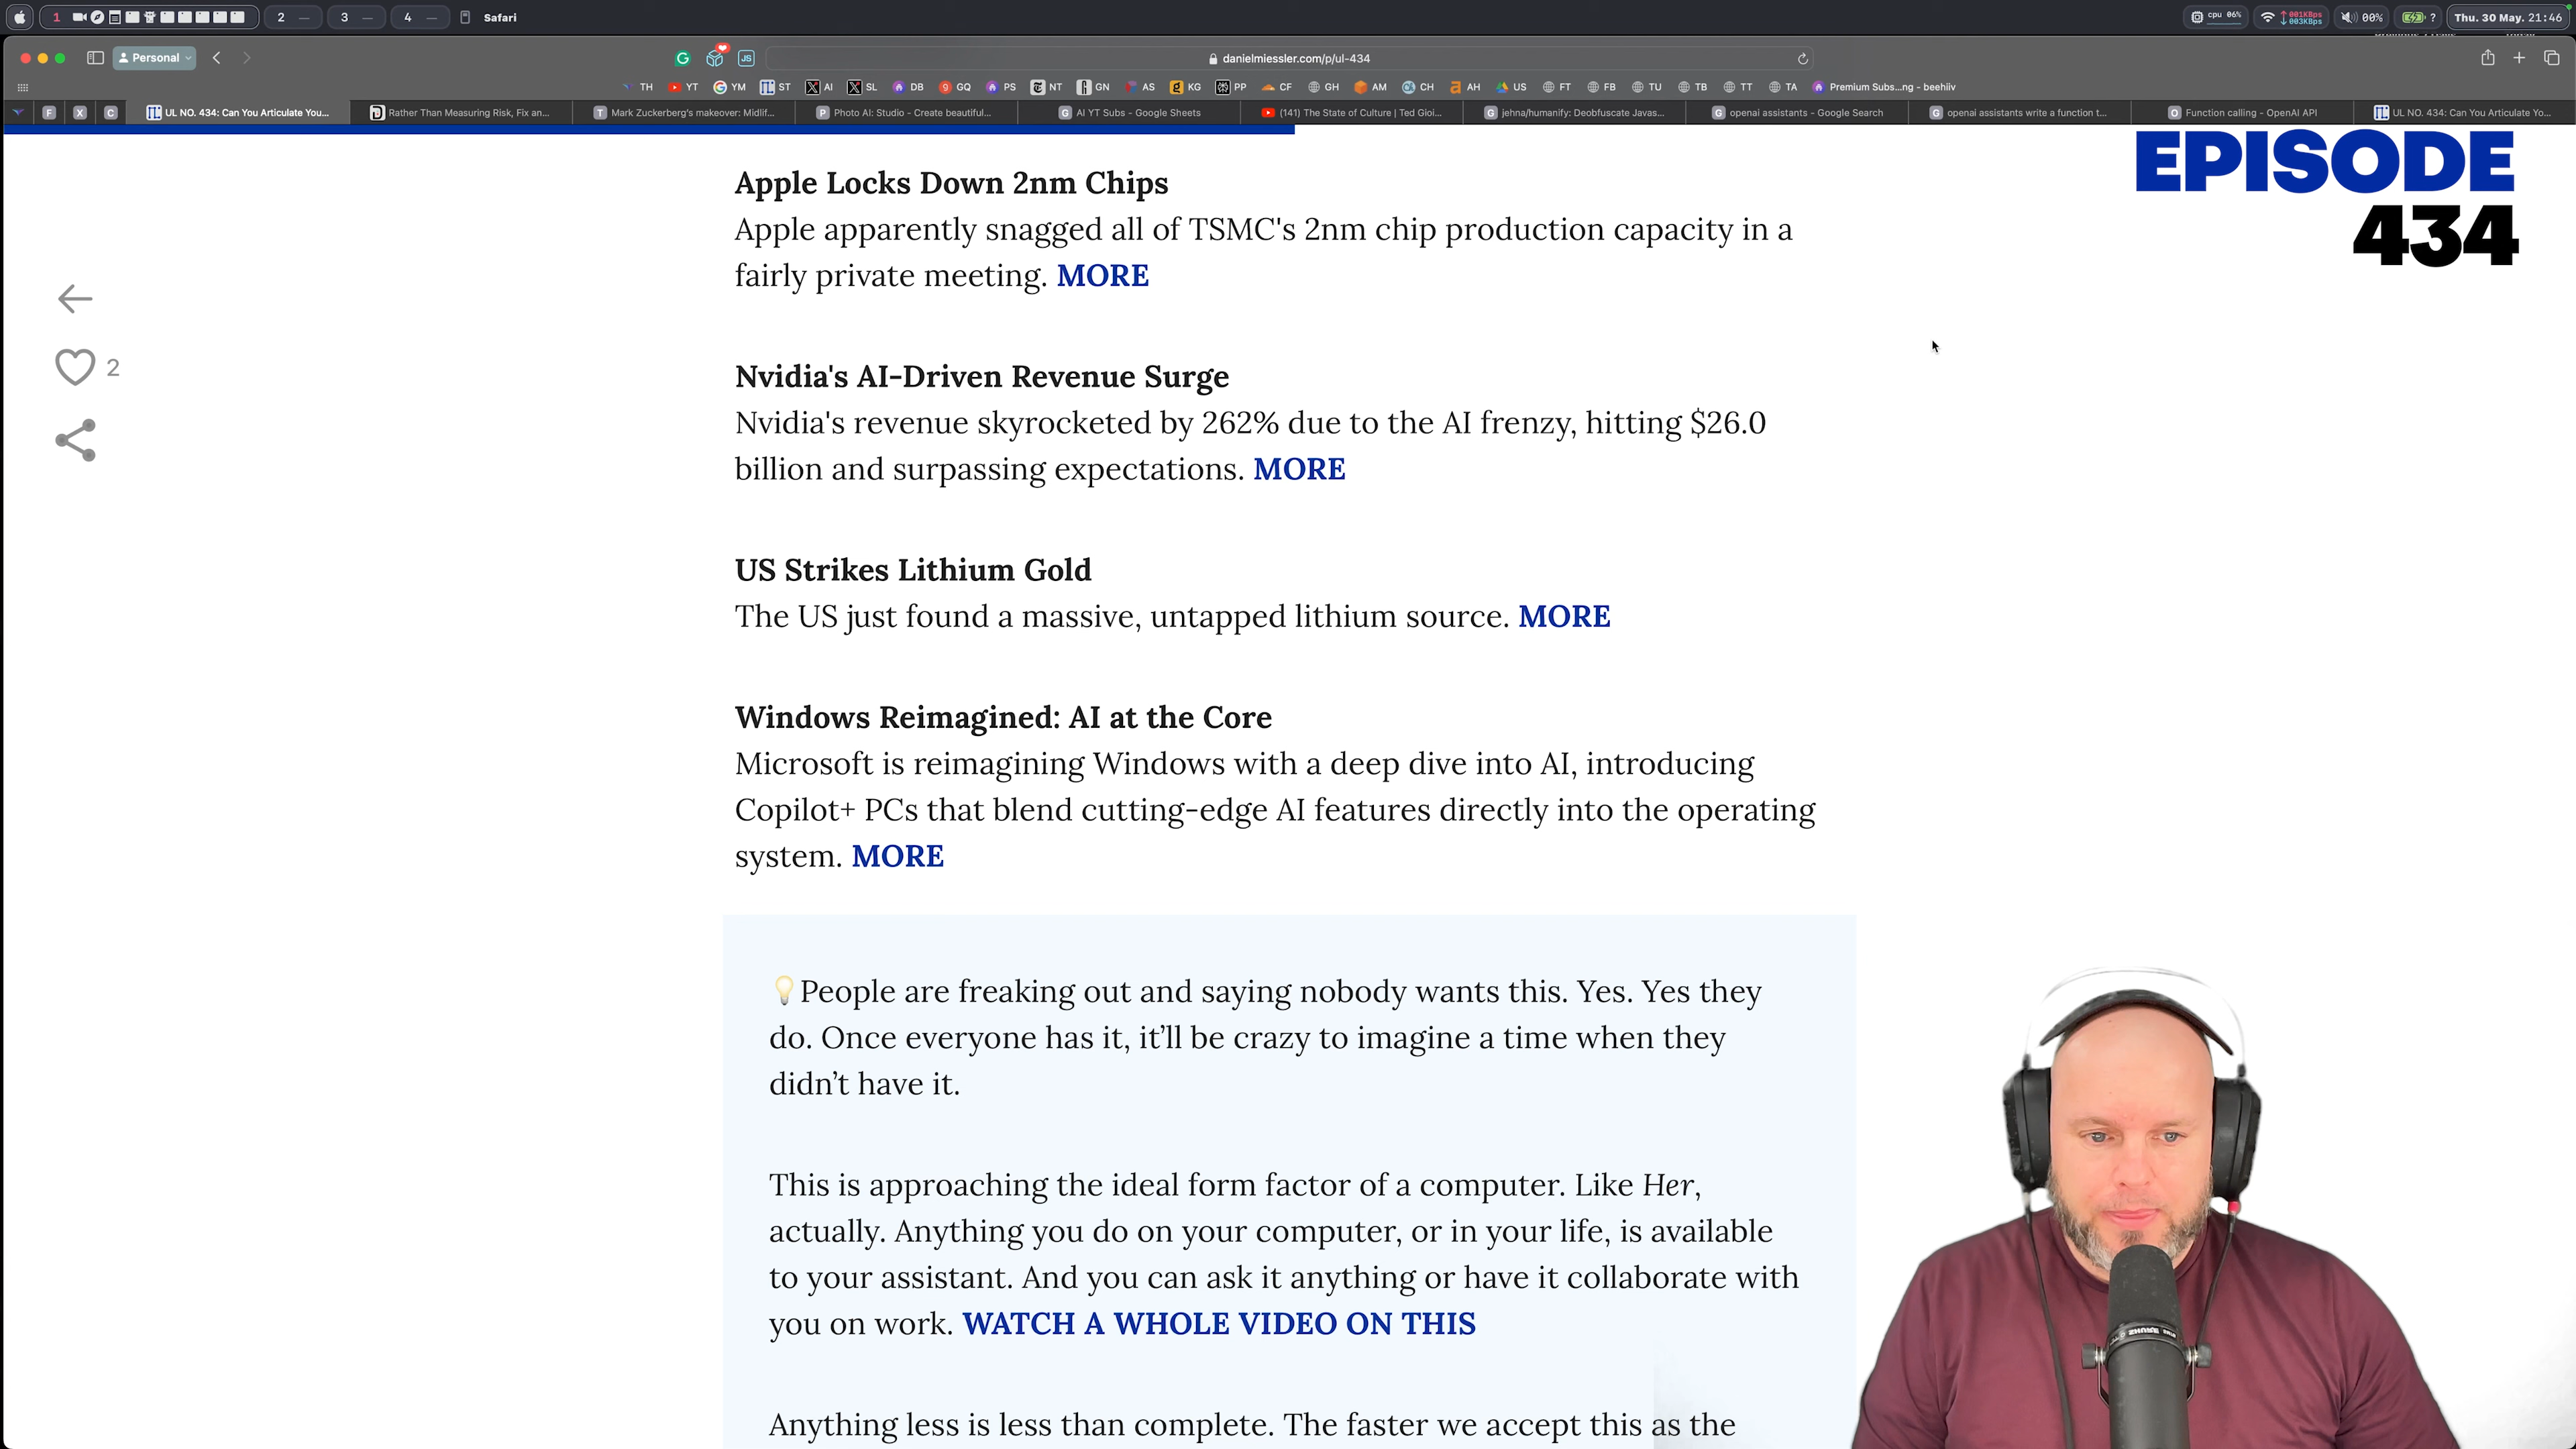 1
2 —
3 —
4 —
Safari
cpu 06%
001KBps
003KBps
00%
?
Thu. 30 May. 21:46
Personal
JS
danielmiessler.com/p/ul-434
TH YT YM ST AI SL DB GQ PS NT GN AS KG PP CF GH AM CH AH US FT FB TU TB TT TA Premium Subs...ng - beehiiv
F X C UL NO. 434: Can You Articulate You... Rather Than Measuring Risk, Fix an... T Mark Zuckerberg's makeover: Midlif... P Photo AI: Studio - Create beautiful... G AI YT Subs - Google Sheets (141) The State of Culture | Ted Gioi... G jehna/humanify: Deobfuscate Javas... G openai assistants - Google Search G openai assistants write a function t... O Function calling - OpenAI API UL NO. 434: Can You Articulate Yo...
EPISODE
434
Apple Locks Down 2nm Chips
Apple apparently snagged all of TSMC's 2nm chip production capacity in a
fairly private meeting. MORE
2
Nvidia's AI-Driven Revenue Surge
Nvidia's revenue skyrocketed by 262% due to the AI frenzy, hitting $26.0
billion and surpassing expectations. MORE
US Strikes Lithium Gold
The US just found a massive, untapped lithium source. MORE
Windows Reimagined: AI at the Core
Microsoft is reimagining Windows with a deep dive into AI, introducing
Copilot+ PCs that blend cutting-edge AI features directly into the operating
system. MORE
💡People are freaking out and saying nobody wants this. Yes. Yes they
do. Once everyone has it, it’ll be crazy to imagine a time when they
didn’t have it.
This is approaching the ideal form factor of a computer. Like Her,
actually. Anything you do on your computer, or in your life, is available
to your assistant. And you can ask it anything or have it collaborate with
you on work. WATCH A WHOLE VIDEO ON THIS
Anything less is less than complete. The faster we accept this as the
SHURE